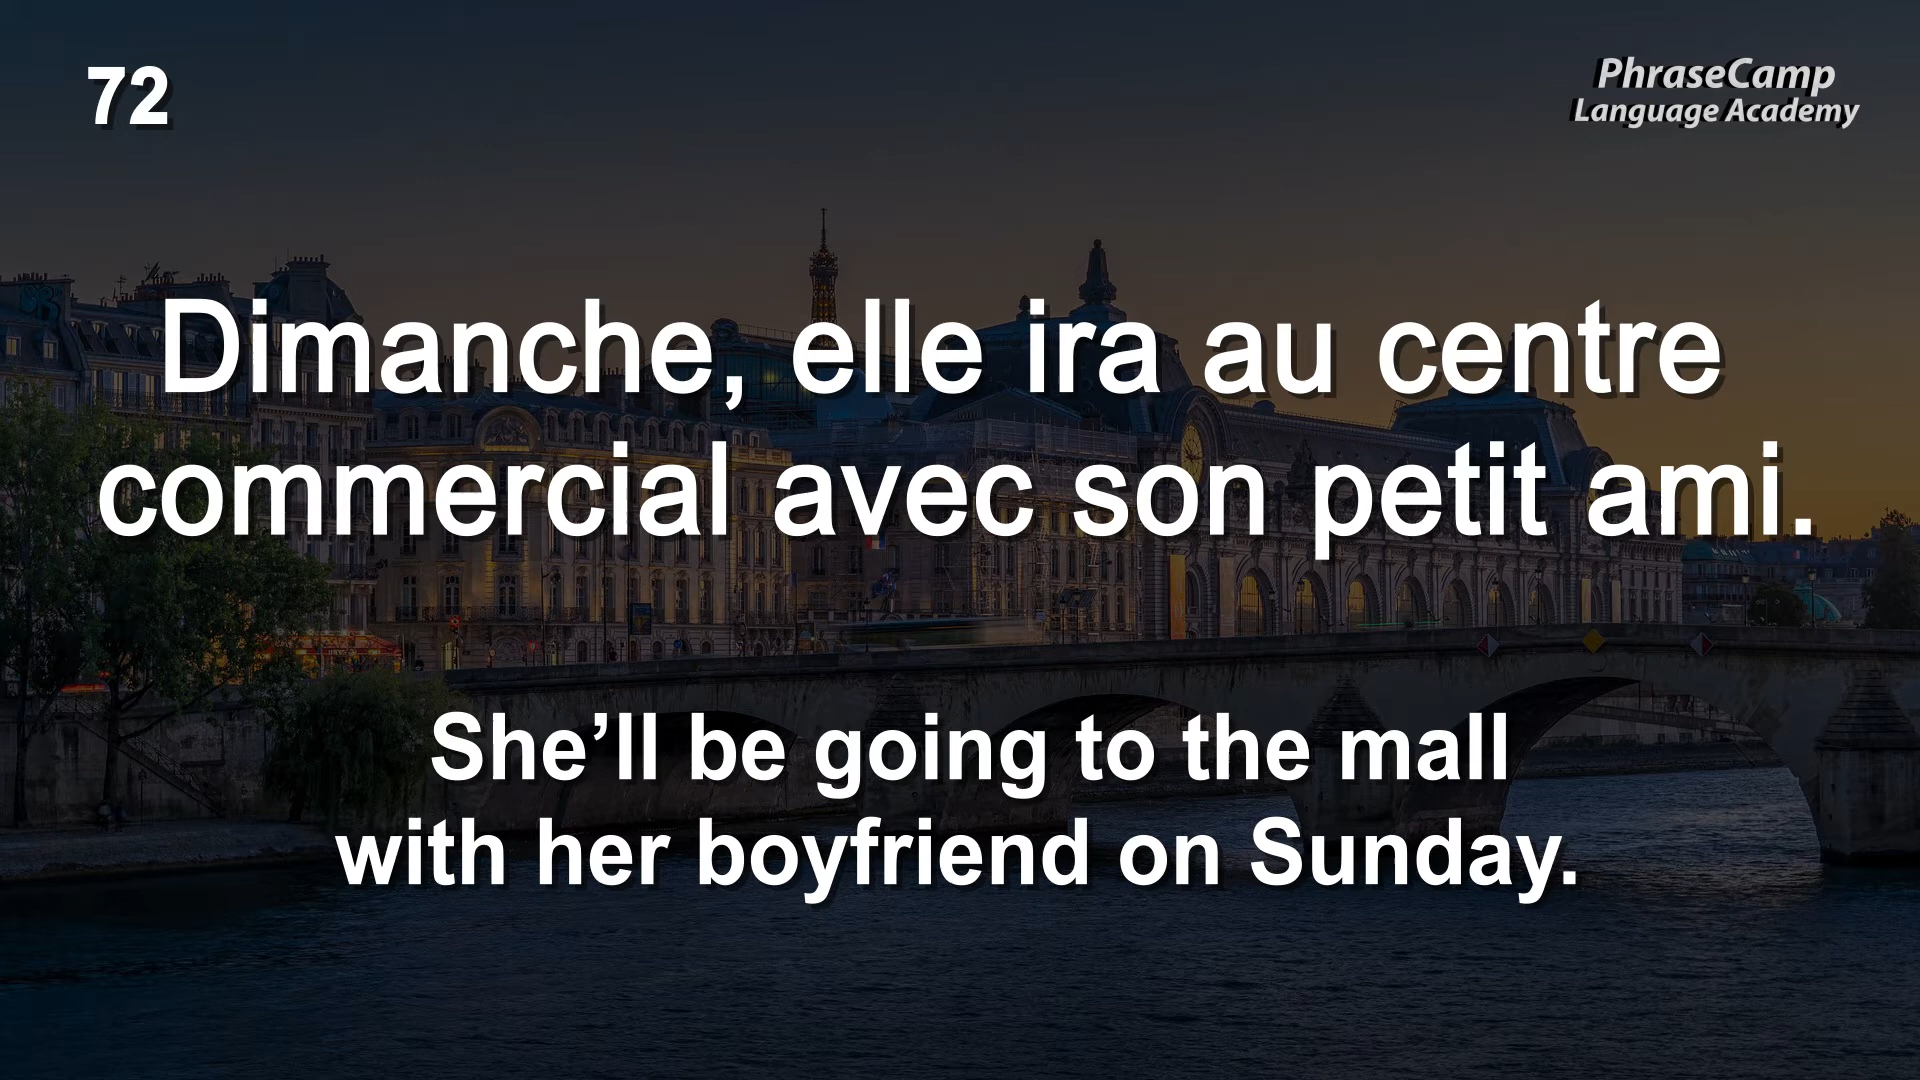 72
PhraseCamp
Language Academy
Dimanche, elle ira au centre
commercial avec son petit ami.
She’ll be going to the mall
with her boyfriend on Sunday.